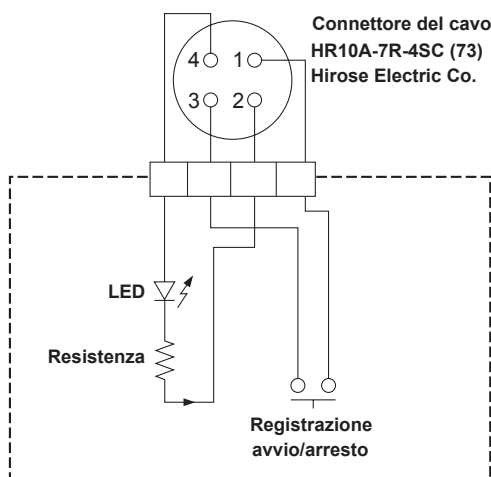 Connettore del cavo
HR10A-7R-4SC (73)
Hirose Electric Co.
4 1
3 2
LED
Resistenza
Registrazione
avvio/arresto